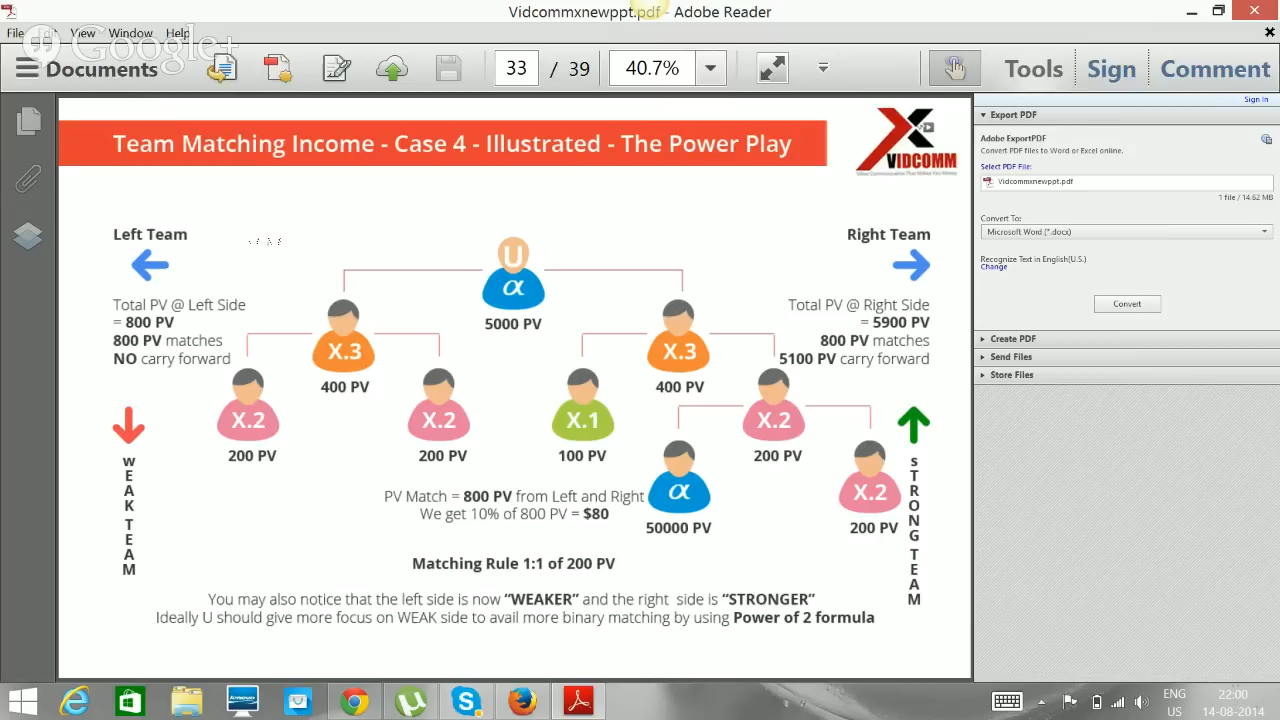 Vidcommxnewppt.pdf - Adobe Reader
File View Window Help
Google+
Documents
33 / 39
40.7%
Tools
Sign
Comment
Sign In
Export PDF
Adobe ExportPDF
Convert PDF files to Word or Excel online.
Select PDF File:
Vidcommxnewppt.pdf
1 file / 14.62 MB
Convert To:
Microsoft Word (*.docx)
Recognize Text in English(U.S.)
Change
Convert
Create PDF
Send Files
Store Files
Team Matching Income - Case 4 - Illustrated - The Power Play
X
VIDCOMM
Video Communication That Makes You Money
Left Team
Right Team
Total PV @ Left Side
= 800 PV
800 PV matches
NO carry forward
Total PV @ Right Side
= 5900 PV
800 PV matches
5100 PV carry forward
U
α
5000 PV
X.3
400 PV
X.3
400 PV
X.2
200 PV
X.2
200 PV
X.1
100 PV
X.2
200 PV
α
50000 PV
X.2
200 PV
WEAK TEAM
STRONG TEAM
PV Match = 800 PV from Left and Right
We get 10% of 800 PV = $80
Matching Rule 1:1 of 200 PV
You may also notice that the left side is now “WEAKER” and the right side is “STRONGER”
Ideally U should give more focus on WEAK side to avail more binary matching by using Power of 2 formula
lenovo
ENG
US
22:00
14-08-2014